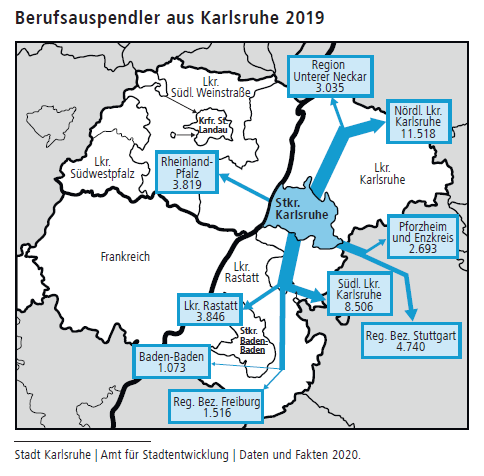 Berufsauspendler aus Karlsruhe 2019
Region
Unterer Neckar
3.035
Lkr.
Südl. Weinstraße
Nördl. Lkr.
Karlsruhe
11.518
Krfr. St.
Landau
Lkr.
Südwestpfalz
Rheinland-
Pfalz
3.819
Lkr.
Karlsruhe
Stkr.
Karlsruhe
Pforzheim
und Enzkreis
2.693
Frankreich
Lkr.
Rastatt
Südl. Lkr.
Karlsruhe
8.506
Lkr. Rastatt
3.846
Stkr.
Baden-
Baden
Reg. Bez. Stuttgart
4.740
Baden-Baden
1.073
Reg. Bez. Freiburg
1.516
Stadt Karlsruhe | Amt für Stadtentwicklung | Daten und Fakten 2020.